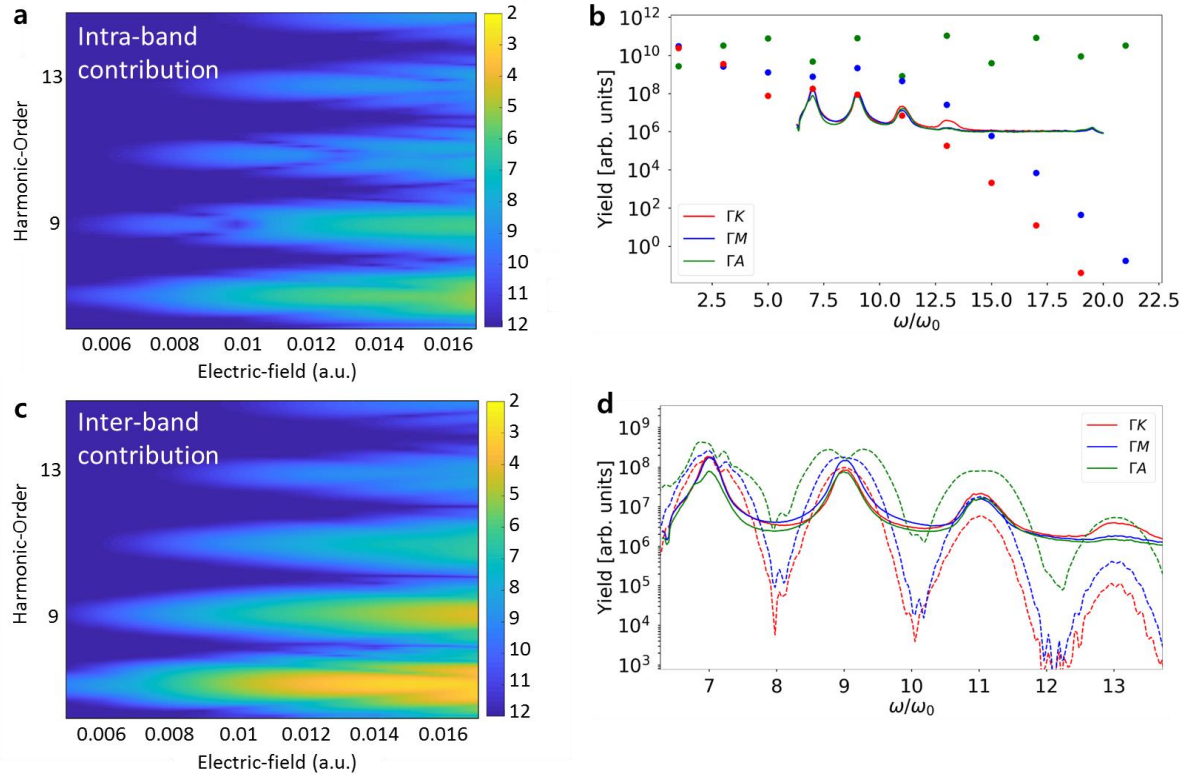 a
Intra-band
contribution
Harmonic-Order
13
9
0.006 0.008 0.01 0.012 0.014 0.016
Electric-field (a.u.)
2
3
4
5
6
7
8
9
10
11
12
b
Yield [arb. units]
10^12
10^10
10^8
10^6
10^4
10^2
10^0
ΓK
ΓM
ΓA
2.5 5.0 7.5 10.0 12.5 15.0 17.5 20.0 22.5
ω/ω₀
c
Inter-band
contribution
Harmonic-Order
13
9
0.006 0.008 0.01 0.012 0.014 0.016
Electric-field (a.u.)
2
3
4
5
6
7
8
9
10
11
12
d
Yield [arb. units]
10^9
10^8
10^7
10^6
10^5
10^4
10^3
ΓK
ΓM
ΓA
7 8 9 10 11 12 13
ω/ω₀